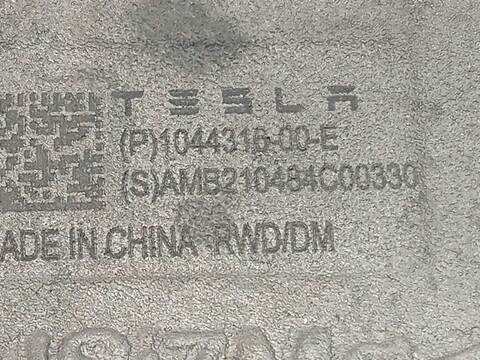 TESLA
(P)1044316-00-E
(S)AMB210484C00330
ADE IN CHINA RWD/DM